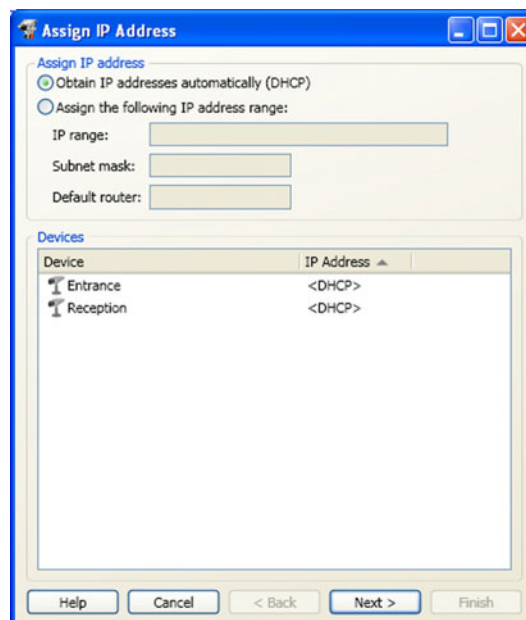 Assign IP Address
Assign IP address
Obtain IP addresses automatically (DHCP)
Assign the following IP address range:
IP range:
Subnet mask:
Default router:
Devices
Device IP Address
Entrance <DHCP>
Reception <DHCP>
Help Cancel < Back Next > Finish